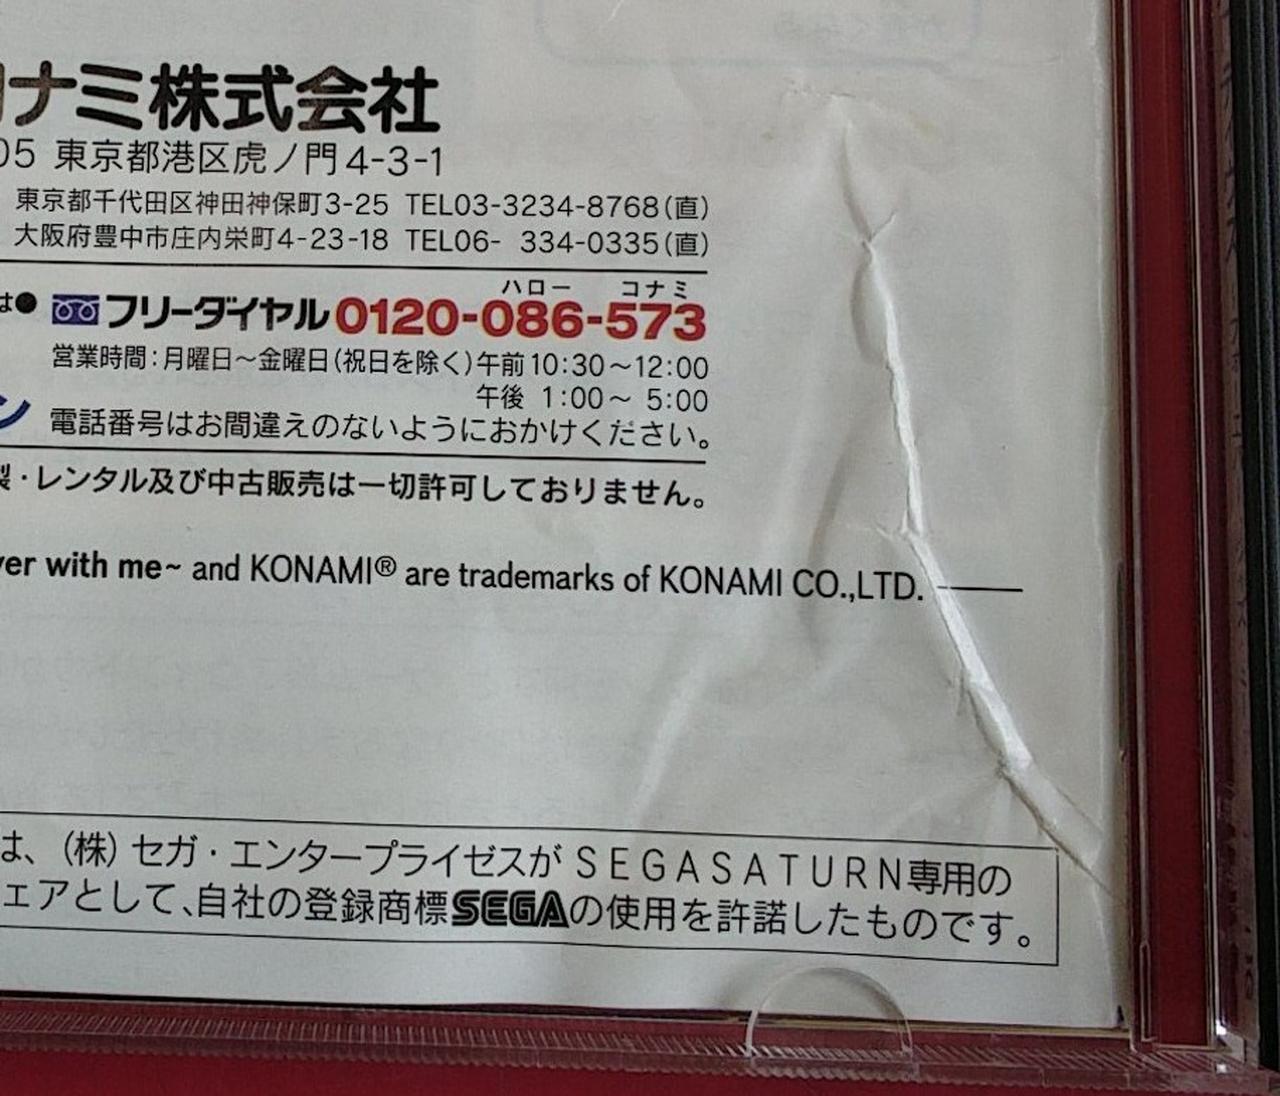 コナミ株式会社
05 東京都港区虎ノ門4-3-1
東京都千代田区神田神保町3-25 TEL03-3234-8768(直)
大阪府豊中市庄内栄町4-23-18 TEL06- 334-0335(直)
ハロー コナミ
は● フリーダイヤル0120-086-573
営業時間:月曜日〜金曜日(祝日を除く)午前10:30〜12:00
午後 1:00〜 5:00
ン 電話番号はお間違えのないようにおかけください。
製・レンタル及び中古販売は一切許可しておりません。
ver with me~ and KONAMI® are trademarks of KONAMI CO.,LTD.
は、(株)セガ・エンタープライゼスがSEGASATURN専用の
ェアとして、自社の登録商標SEGAの使用を許諾したものです。